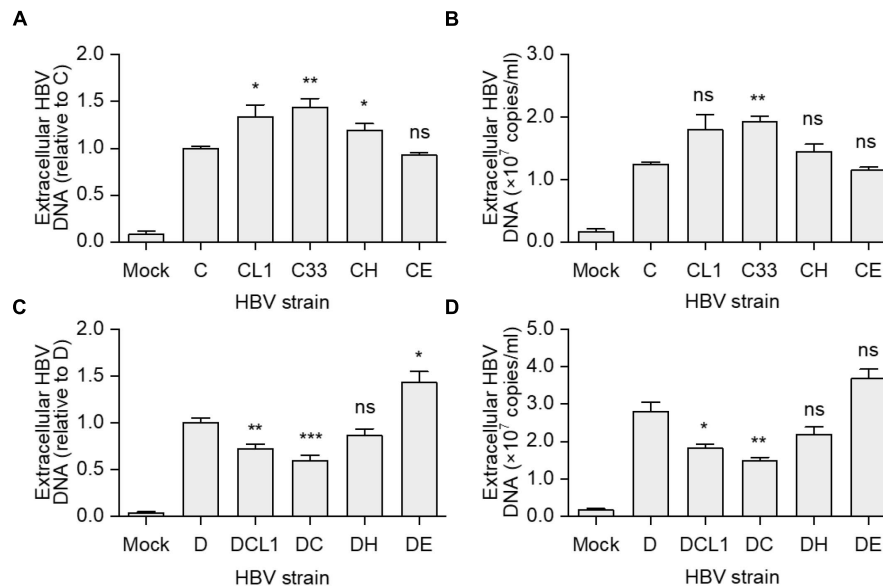 A
Extracellular HBV
DNA (relative to C)
2.0
1.5
1.0
0.5
0.0
* ** * ns
Mock C CL1 C33 CH CE
HBV strain
B
Extracellular HBV
DNA (×10⁷ copies/ml)
3.0
2.0
1.0
0.0
ns ** ns ns
Mock C CL1 C33 CH CE
HBV strain
C
Extracellular HBV
DNA (relative to D)
2.0
1.5
1.0
0.5
0.0
** *** ns *
Mock D DCL1 DC DH DE
HBV strain
D
Extracellular HBV
DNA (×10⁷ copies/ml)
5.0
4.0
3.0
2.0
1.0
0.0
* ** ns ns
Mock D DCL1 DC DH DE
HBV strain